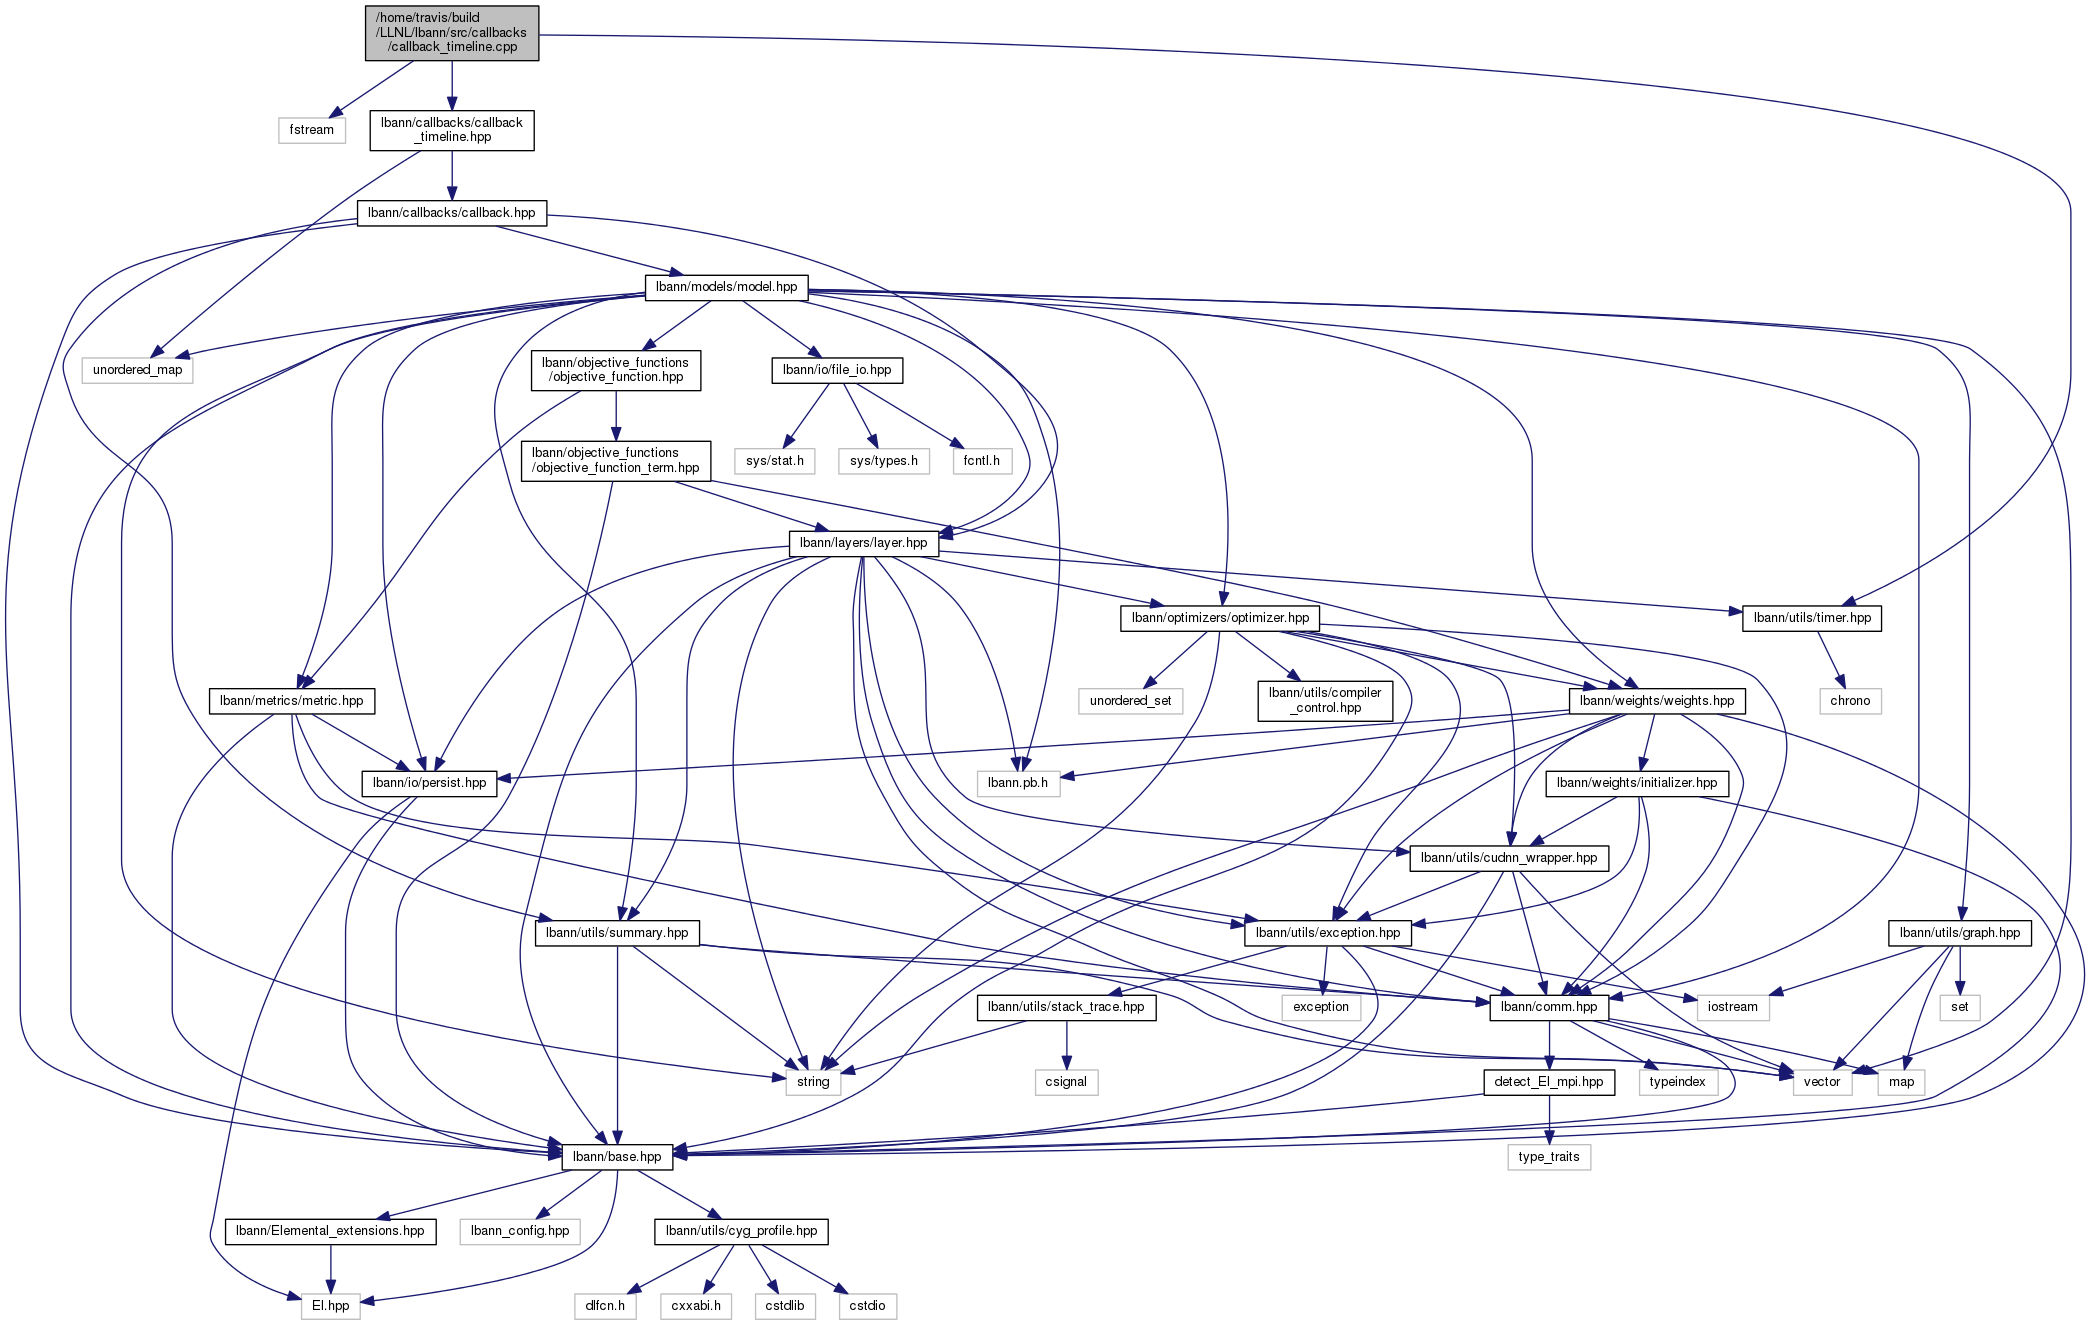 /home/travis/build
/LLNL/lbann/src/callbacks
/callback_timeline.cpp
fstream
lbann/callbacks/callback
_timeline.hpp
lbann/callbacks/callback.hpp
lbann/models/model.hpp
unordered_map
lbann/objective_functions
/objective_function.hpp
lbann/io/file_io.hpp
lbann/objective_functions
/objective_function_term.hpp
sys/stat.h
sys/types.h
fcntl.h
lbann/layers/layer.hpp
lbann/optimizers/optimizer.hpp
lbann/utils/timer.hpp
lbann/metrics/metric.hpp
unordered_set
lbann/utils/compiler
_control.hpp
lbann/weights/weights.hpp
chrono
lbann/io/persist.hpp
lbann.pb.h
lbann/weights/initializer.hpp
lbann/utils/cudnn_wrapper.hpp
lbann/utils/summary.hpp
lbann/utils/exception.hpp
lbann/utils/graph.hpp
lbann/utils/stack_trace.hpp
exception
lbann/comm.hpp
iostream
set
string
csignal
detect_El_mpi.hpp
typeindex
vector
map
lbann/base.hpp
type_traits
lbann/Elemental_extensions.hpp
lbann_config.hpp
lbann/utils/cyg_profile.hpp
El.hpp
dlfcn.h
cxxabi.h
cstdlib
cstdio